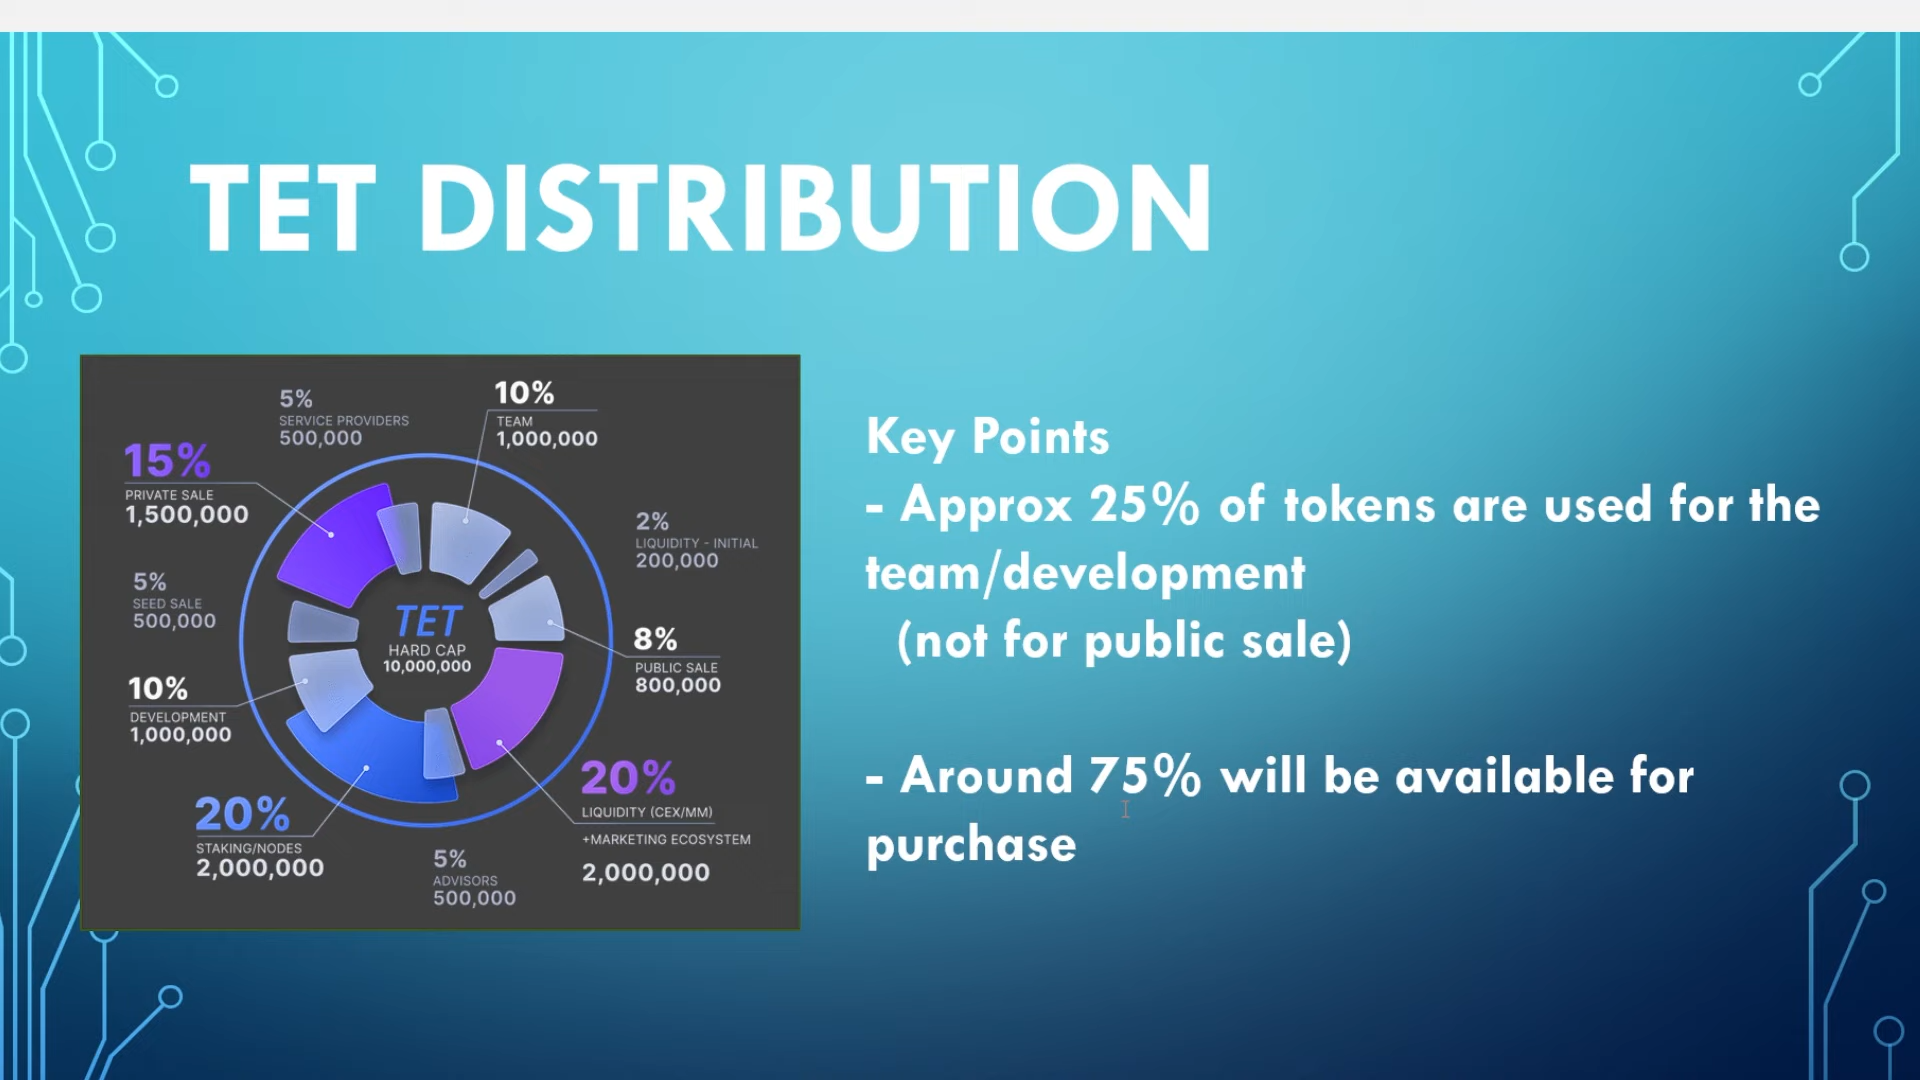 TET DISTRIBUTION
5%
SERVICE PROVIDERS
500,000
10%
TEAM
1,000,000
15%
PRIVATE SALE
1,500,000
2%
LIQUIDITY - INITIAL
200,000
5%
SEED SALE
500,000
TET
HARD CAP
10,000,000
8%
PUBLIC SALE
800,000
10%
DEVELOPMENT
1,000,000
20%
LIQUIDITY (CEX/MM)
+MARKETING ECOSYSTEM
2,000,000
20%
STAKING/NODES
2,000,000
5%
ADVISORS
500,000
Key Points
- Approx 25% of tokens are used for the
team/development
(not for public sale)
- Around 75% will be available for
purchase